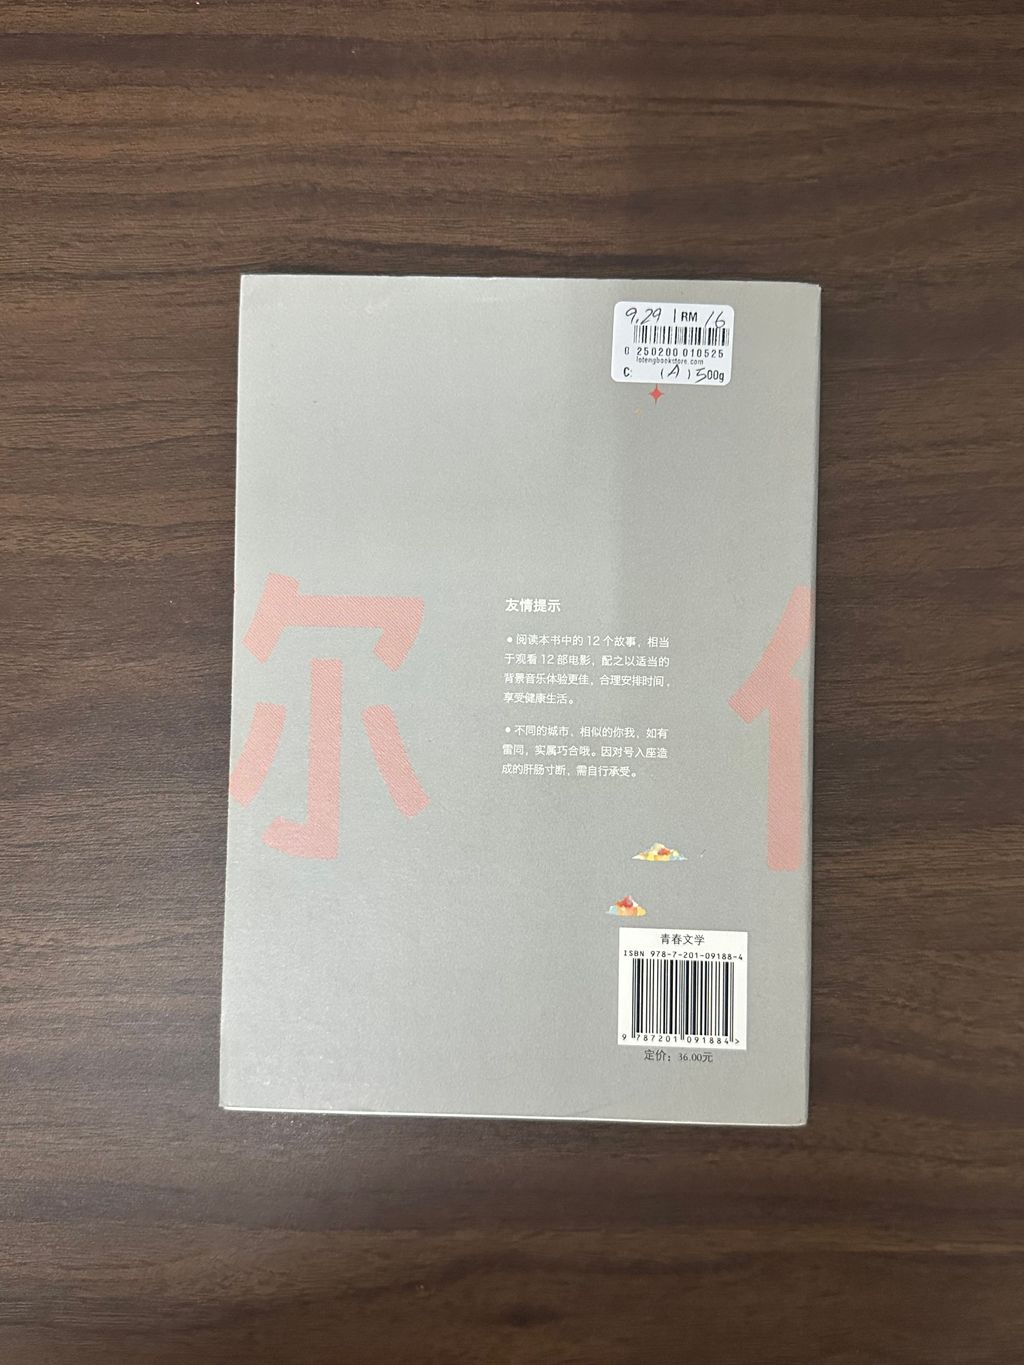 9.29 RM 16
0 250200 010525
lotengbookstore.com
C: (A) 500g
尔
友情提示
●阅读本书中的 12 个故事，相当
于观看 12 部电影，配之以适当的
背景音乐体验更佳，合理安排时间，
享受健康生活。
●不同的城市，相似的你我，如有
雷同，实属巧合哦。因对号入座造
成的肝肠寸断，需自行承受。
青春文学
ISBN 978-7-201-09188-4
9 787201 091884 >
定价：36.00元